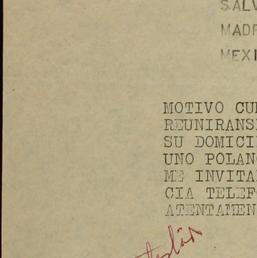 SALV
MADR
MEXI
MOTIVO CU
REUNIRANS
SU DOMICI
UNO POLAN
ME INVITA
CIA TELEF
ATENTAMEN